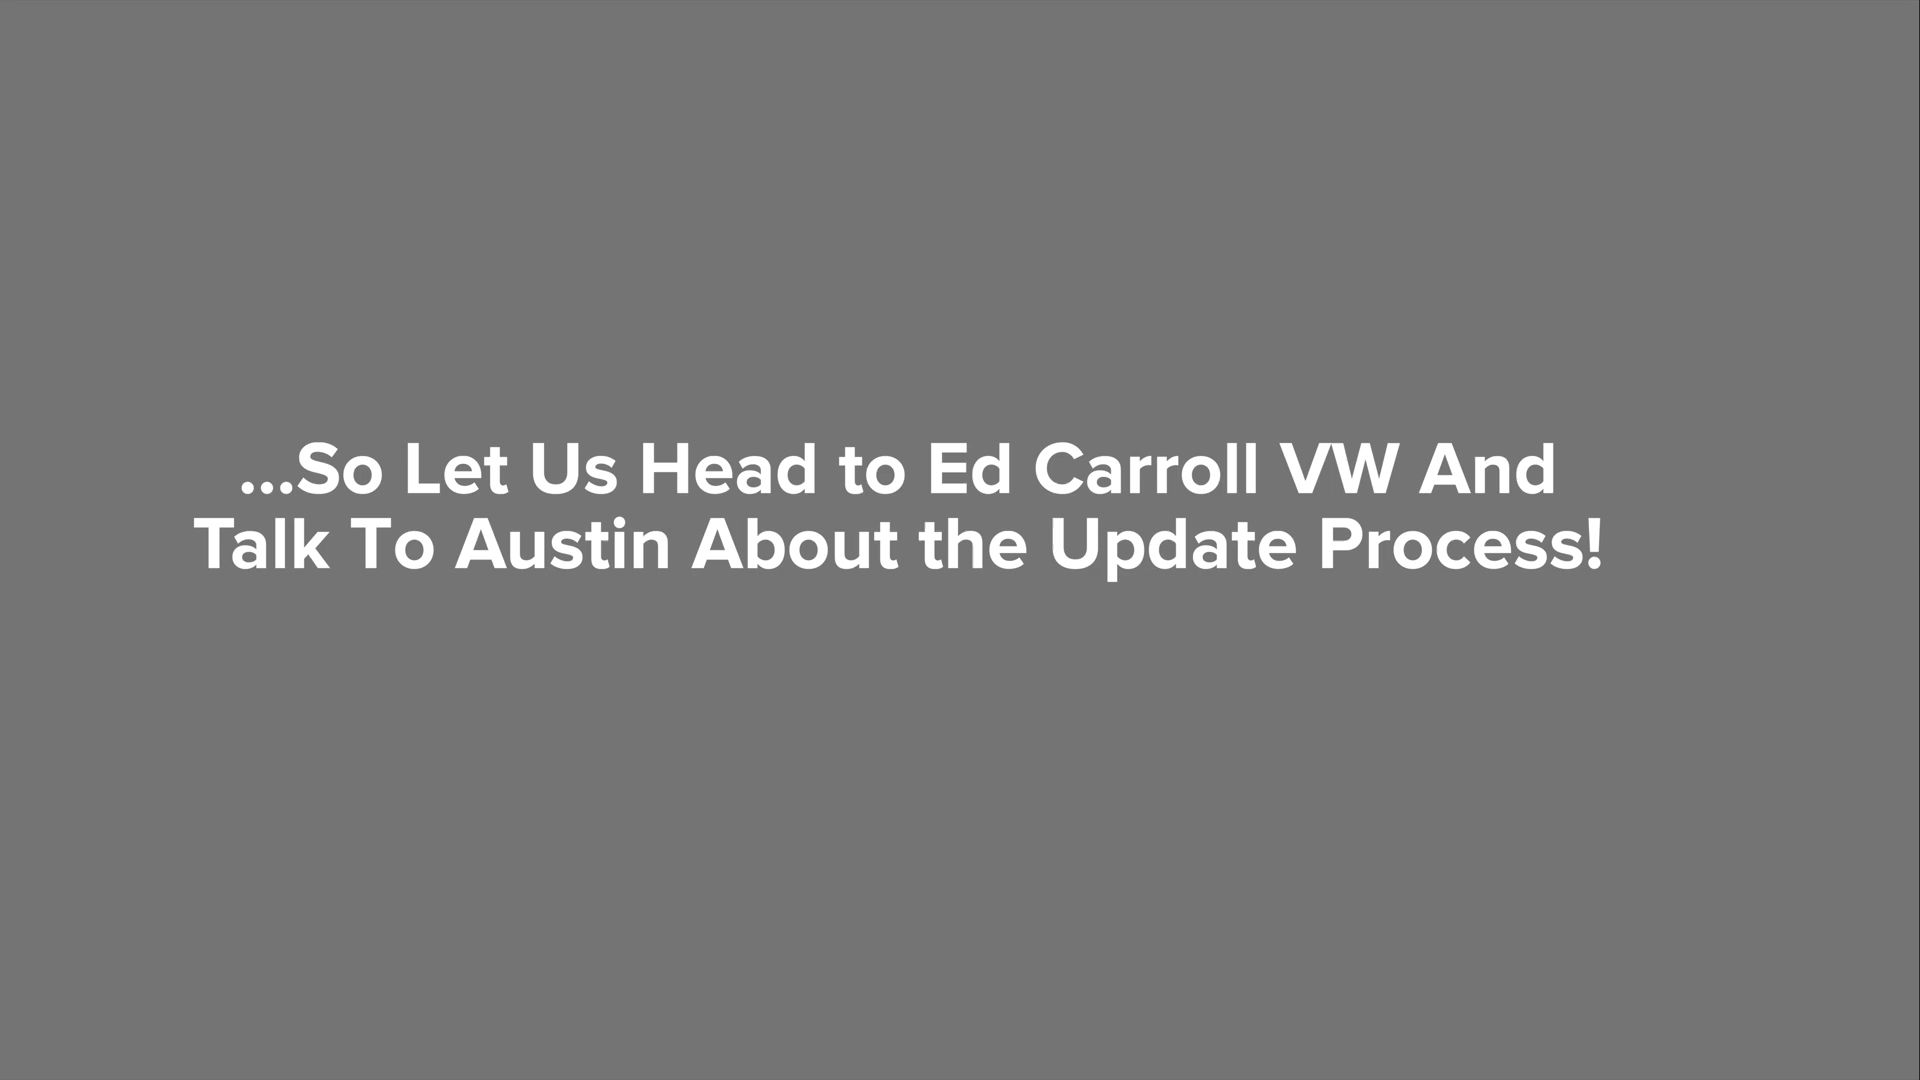 ...So Let Us Head to Ed Carroll VW And
Talk To Austin About the Update Process!